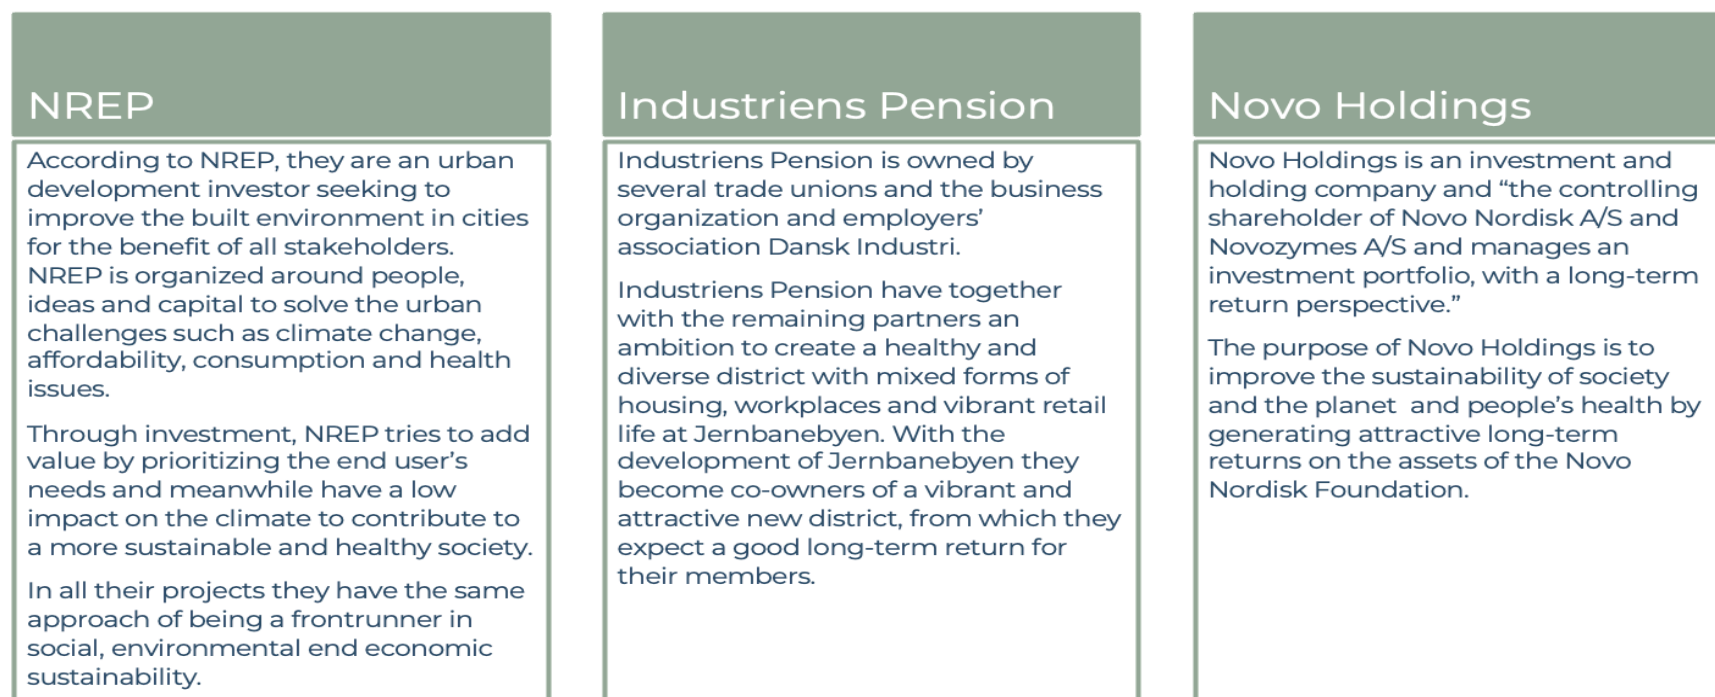 NREP
According to NREP, they are an urban
development investor seeking to
improve the built environment in cities
for the benefit of all stakeholders.
NREP is organized around people,
ideas and capital to solve the urban
challenges such as climate change,
affordability, consumption and health
issues.
Through investment, NREP tries to add
value by prioritizing the end user’s
needs and meanwhile have a low
impact on the climate to contribute to
a more sustainable and healthy society.
In all their projects they have the same
approach of being a frontrunner in
social, environmental end economic
sustainability.
Industriens Pension
Industriens Pension is owned by
several trade unions and the business
organization and employers’
association Dansk Industri.
Industriens Pension have together
with the remaining partners an
ambition to create a healthy and
diverse district with mixed forms of
housing, workplaces and vibrant retail
life at Jernbanebyen. With the
development of Jernbanebyen they
become co-owners of a vibrant and
attractive new district, from which they
expect a good long-term return for
their members.
Novo Holdings
Novo Holdings is an investment and
holding company and “the controlling
shareholder of Novo Nordisk A/S and
Novozymes A/S and manages an
investment portfolio, with a long-term
return perspective.”
The purpose of Novo Holdings is to
improve the sustainability of society
and the planet  and people’s health by
generating attractive long-term
returns on the assets of the Novo
Nordisk Foundation.